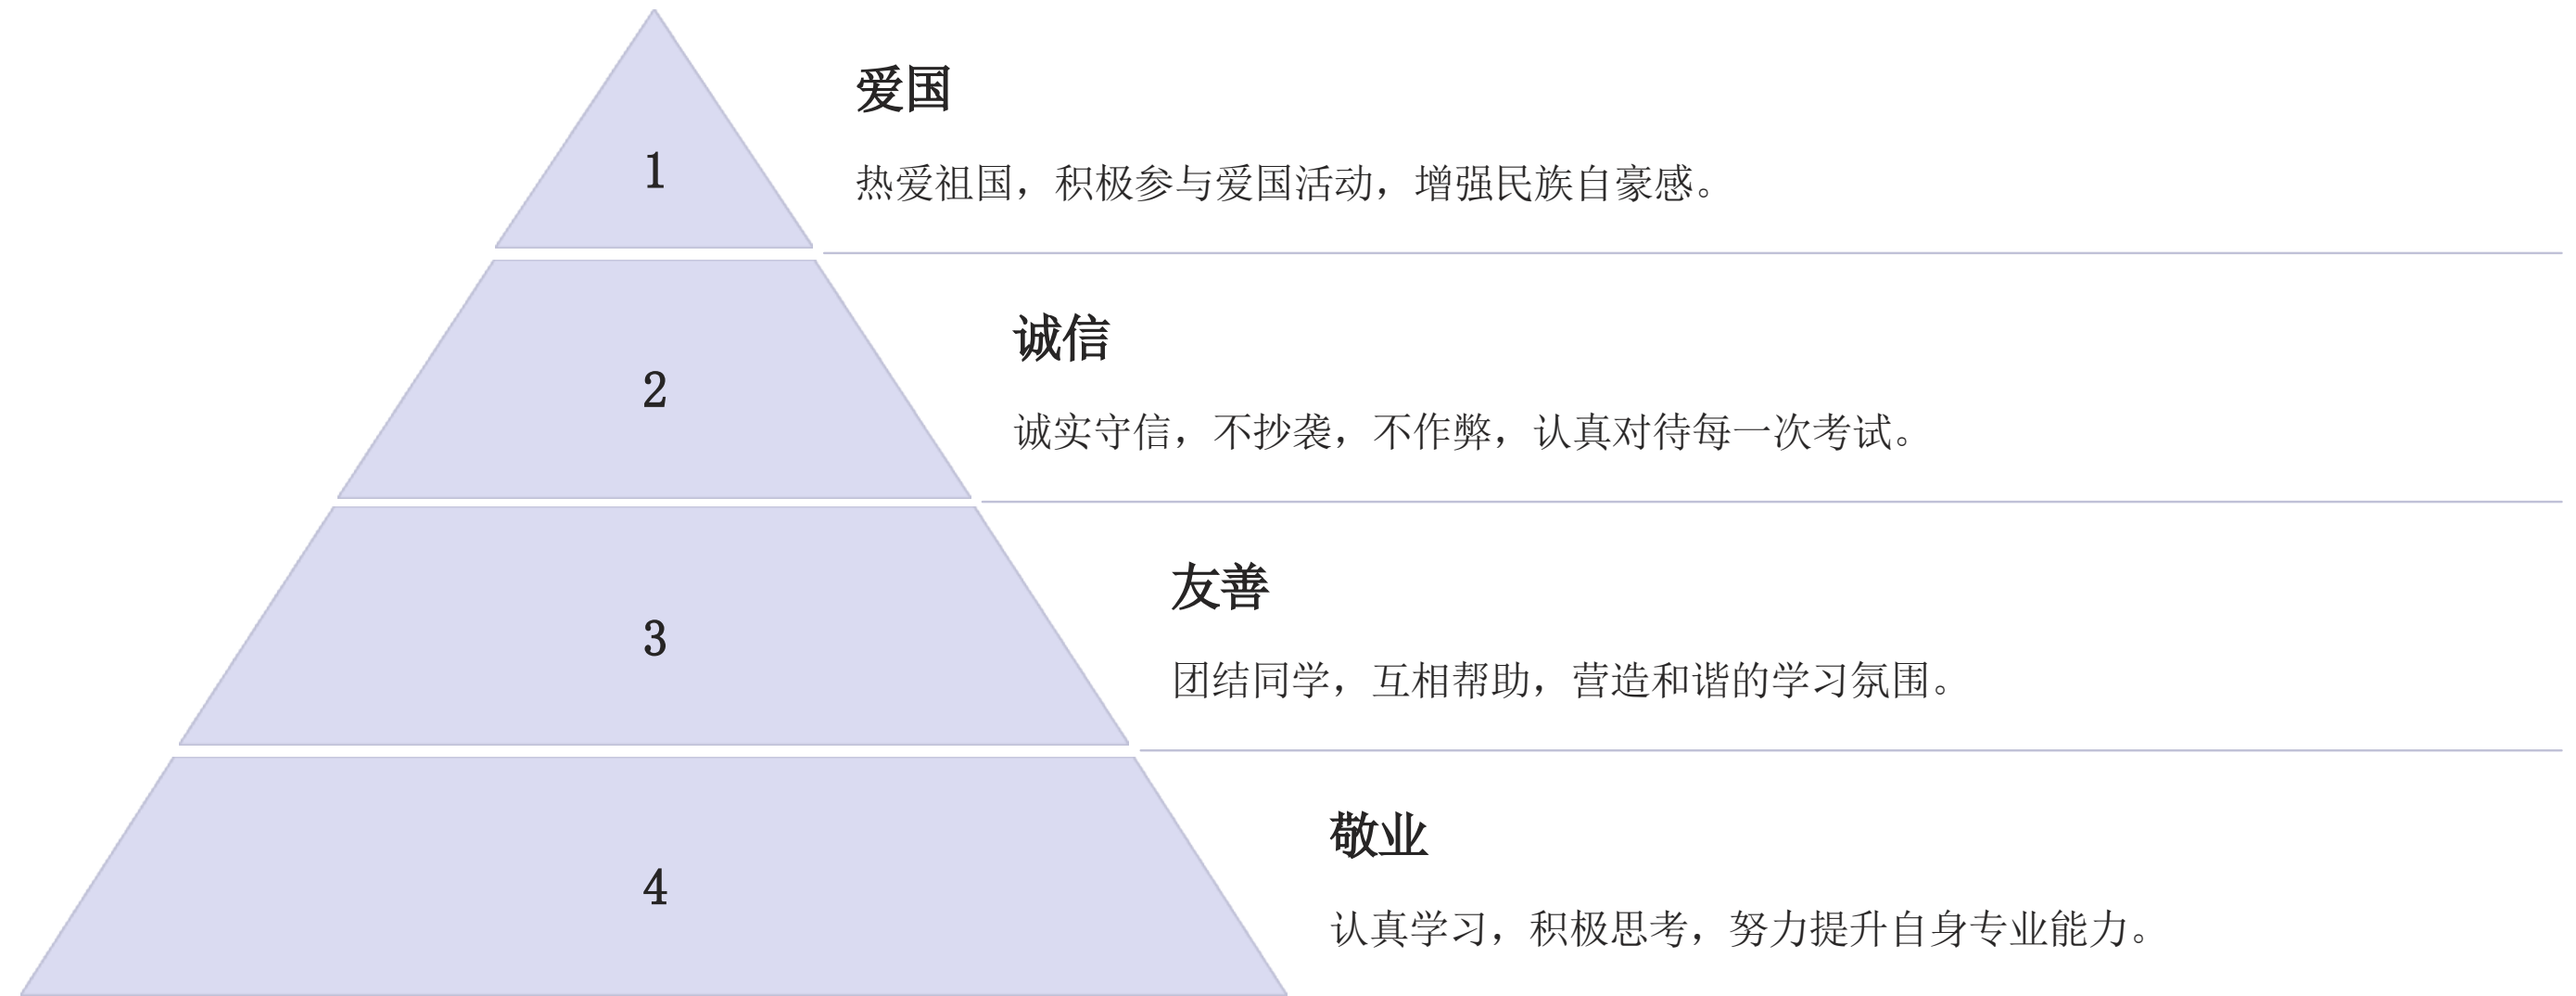 爱国
1
热爱祖国，积极参与爱国活动，增强民族自豪感。
诚信
2
诚实守信，不抄袭，不作弊，认真对待每一次考试。
友善
3
团结同学，互相帮助，营造和谐的学习氛围。
敬业
4
认真学习，积极思考，努力提升自身专业能力。